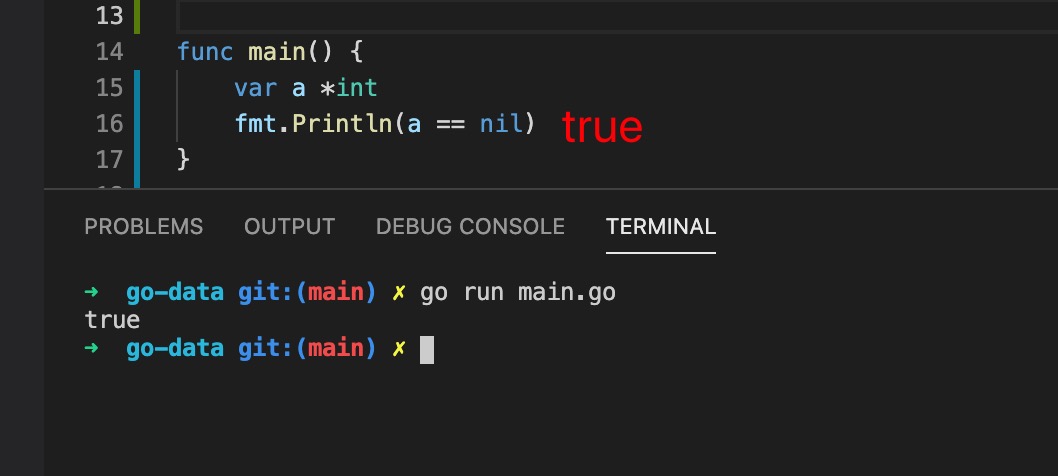 13
14 func main() {
15 var a *int
16 fmt.Println(a == nil) true
17 }
PROBLEMS OUTPUT DEBUG CONSOLE TERMINAL
➜ go-data git:(main) ✗ go run main.go
true
➜ go-data git:(main) ✗